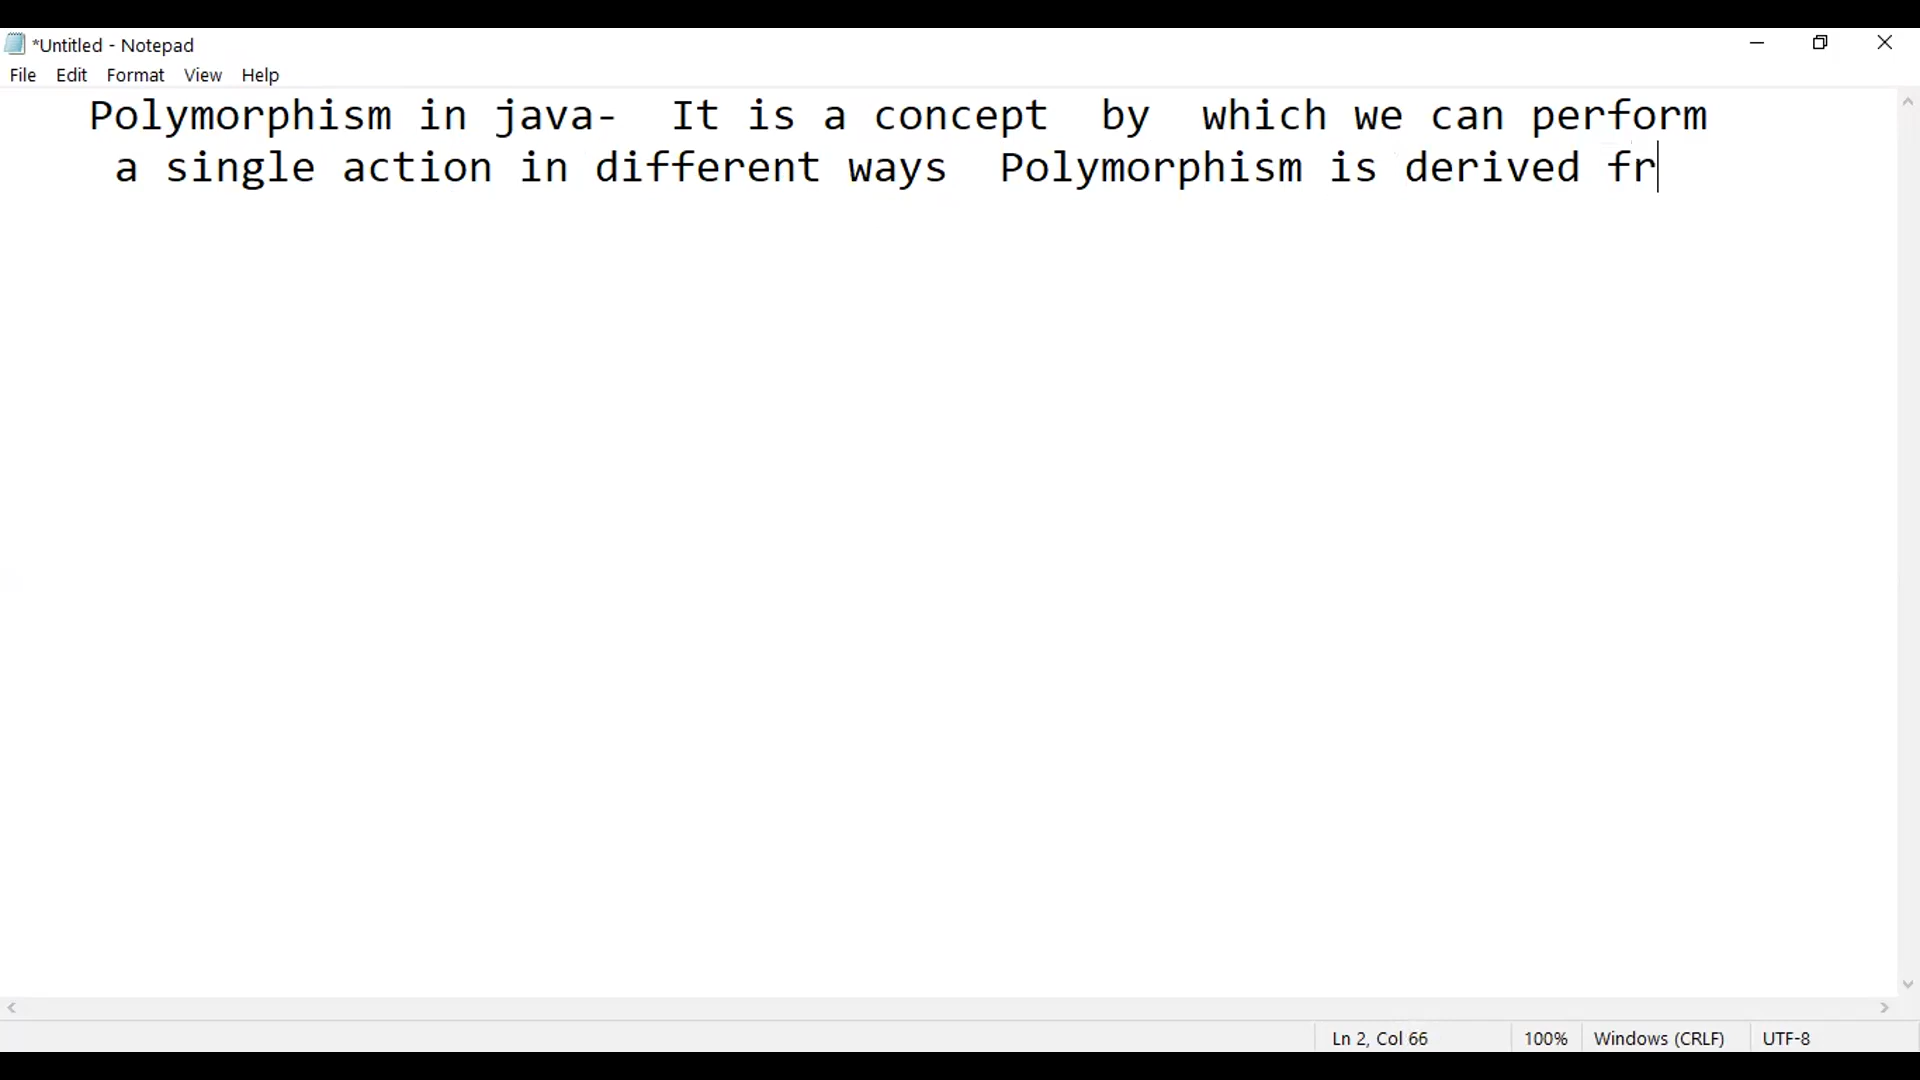 *Untitled - Notepad
File Edit Format View Help
Polymorphism in java-  It is a concept  by  which we can perform
a single action in different ways  Polymorphism is derived fr
Ln 2, Col 66 100% Windows (CRLF) UTF-8